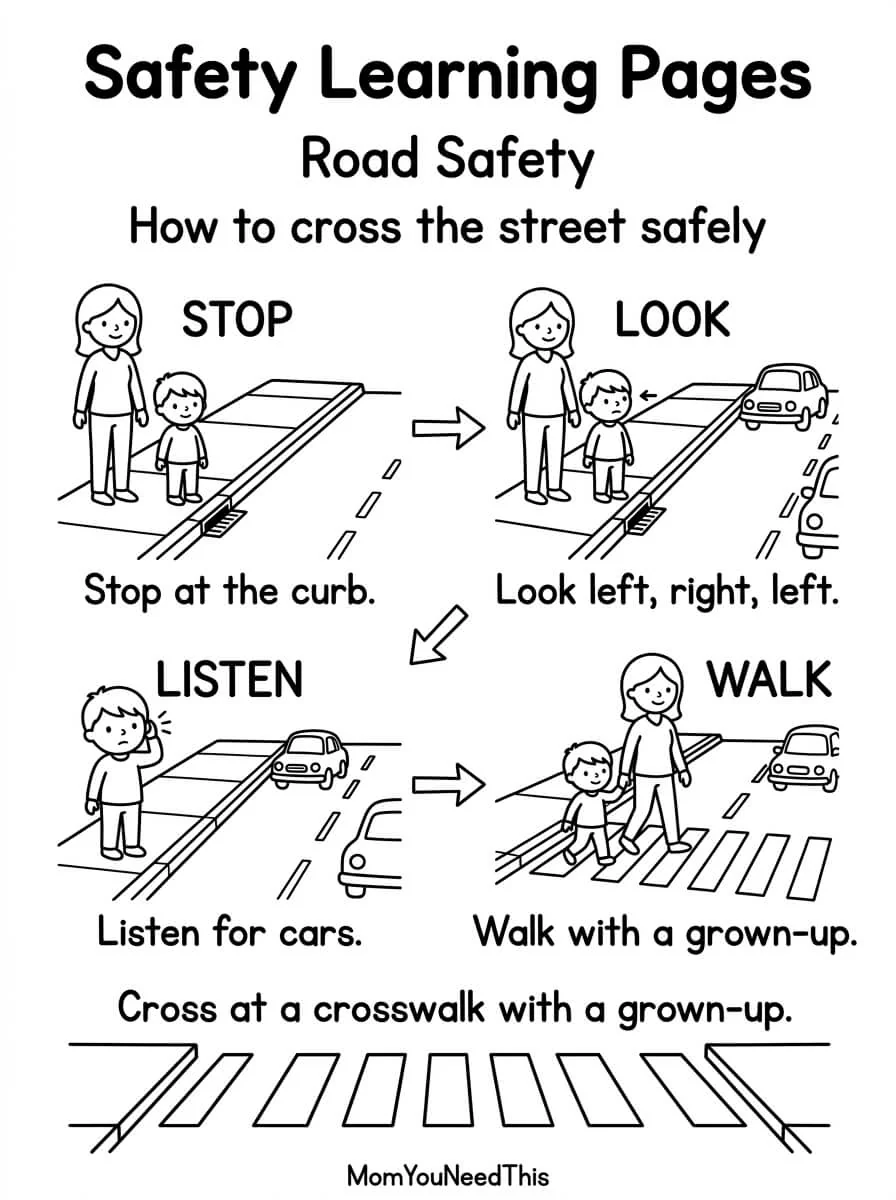 Safety Learning Pages
Road Safety
How to cross the street safely
STOP
Stop at the curb.
LOOK
Look left, right, left.
LISTEN
Listen for cars.
WALK
Walk with a grown-up.
Cross at a crosswalk with a grown-up.
MomYouNeedThis